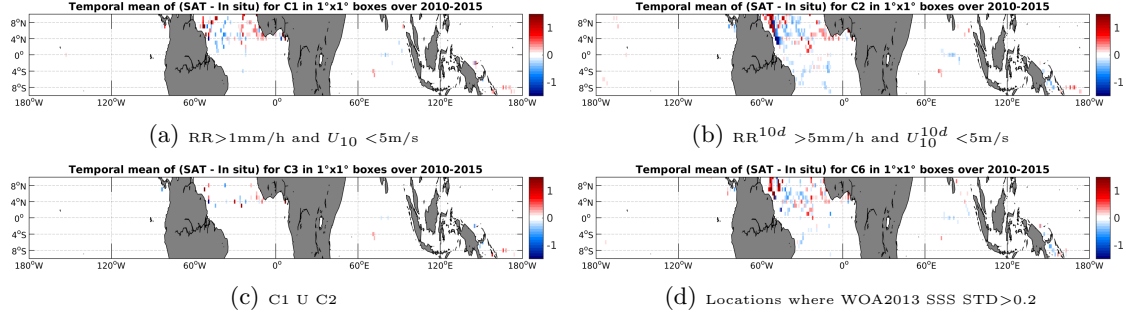 Temporal mean of (SAT - In situ) for C1 in 1°x1° boxes over 2010-2015
8°N
4°N
0°
4°S
8°S
180°W 120°W 60°W 0° 60°E 120°E 180°W
1
0
-1
(a) RR>1mm/h and U10 <5m/s
Temporal mean of (SAT - In situ) for C2 in 1°x1° boxes over 2010-2015
8°N
4°N
0°
4°S
8°S
180°W 120°W 60°W 0° 60°E 120°E 180°W
1
0
-1
(b) RR10d >5mm/h and U10d10 <5m/s
Temporal mean of (SAT - In situ) for C3 in 1°x1° boxes over 2010-2015
8°N
4°N
0°
4°S
8°S
180°W 120°W 60°W 0° 60°E 120°E 180°W
1
0
-1
(c) C1 U C2
Temporal mean of (SAT - In situ) for C6 in 1°x1° boxes over 2010-2015
8°N
4°N
0°
4°S
8°S
180°W 120°W 60°W 0° 60°E 120°E 180°W
1
0
-1
(d) Locations where WOA2013 SSS STD>0.2